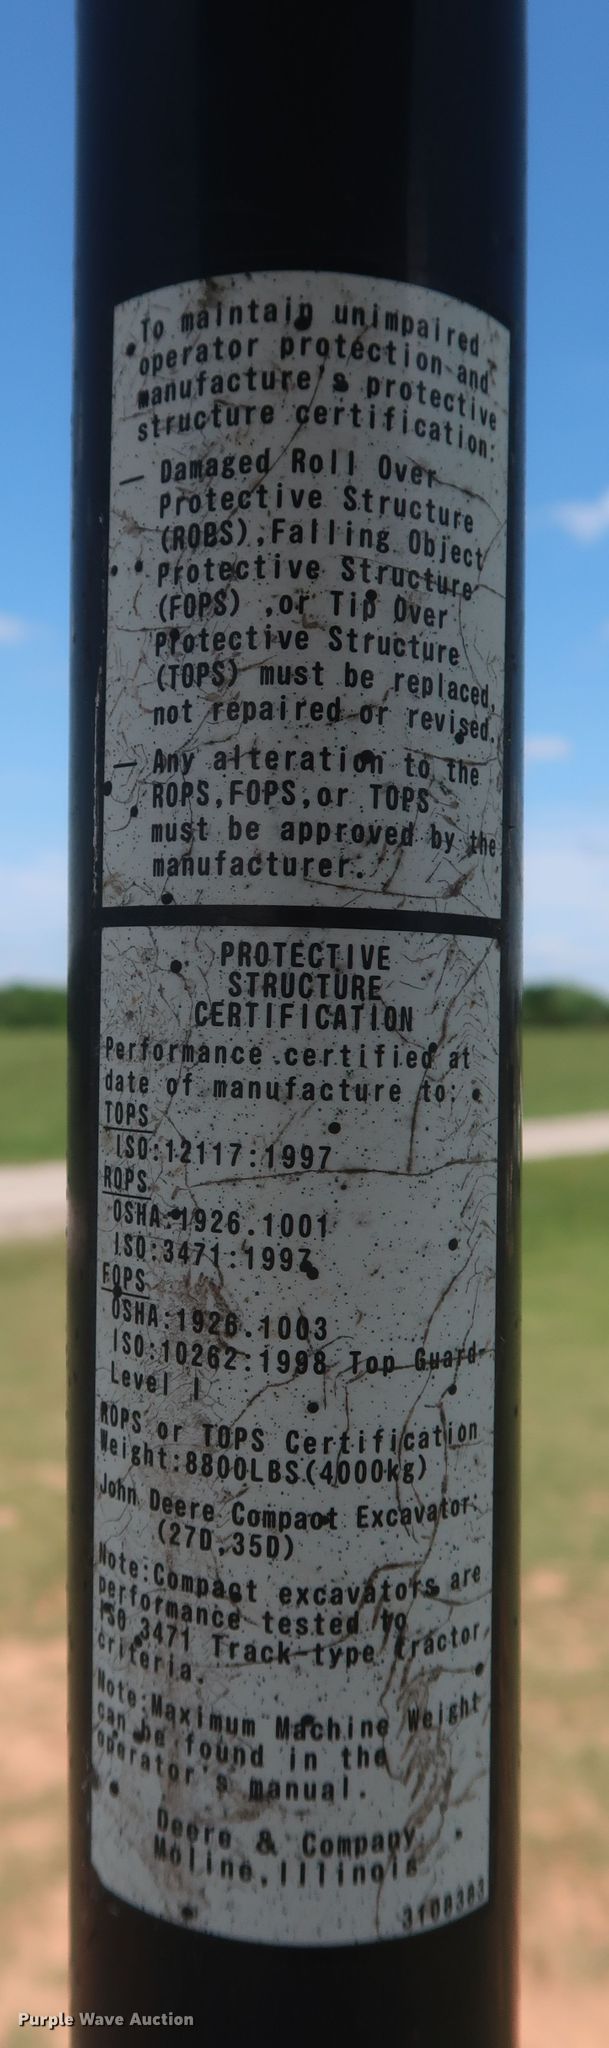 To maintain unimpaired
operator protection and
manufacture's protective
structure certification:
— Damaged Roll Over
Protective Structure
(ROBS),Falling Object
Protective Structure
(FOPS) ,or Tip Over
Protective Structure
(TOPS) must be replaced,
not repaired or revised.
— Any alteration to the
ROPS,FOPS,or TOPS
must be approved by the
manufacturer.
PROTECTIVE
STRUCTURE
CERTIFICATION
Performance certified at
date of manufacture to:
TOPS
ISO:12117:1997
ROPS
OSHA:1926.1001
ISO:3471:1997
FOPS
OSHA:1926.1003
ISO:10262:1998 Top Guard-
Level I
ROPS or TOPS Certification
Weight:8800LBS(4000kg)
John Deere Compact Excavator:
(27D,35D)
Note:Compact excavators are
performance tested to
ISO 3471 Track-type tractor
criteria.
Note:Maximum Machine Weight
can be found in the
operator's manual.
Deere & Company
Moline,Illinois
Purple Wave Auction